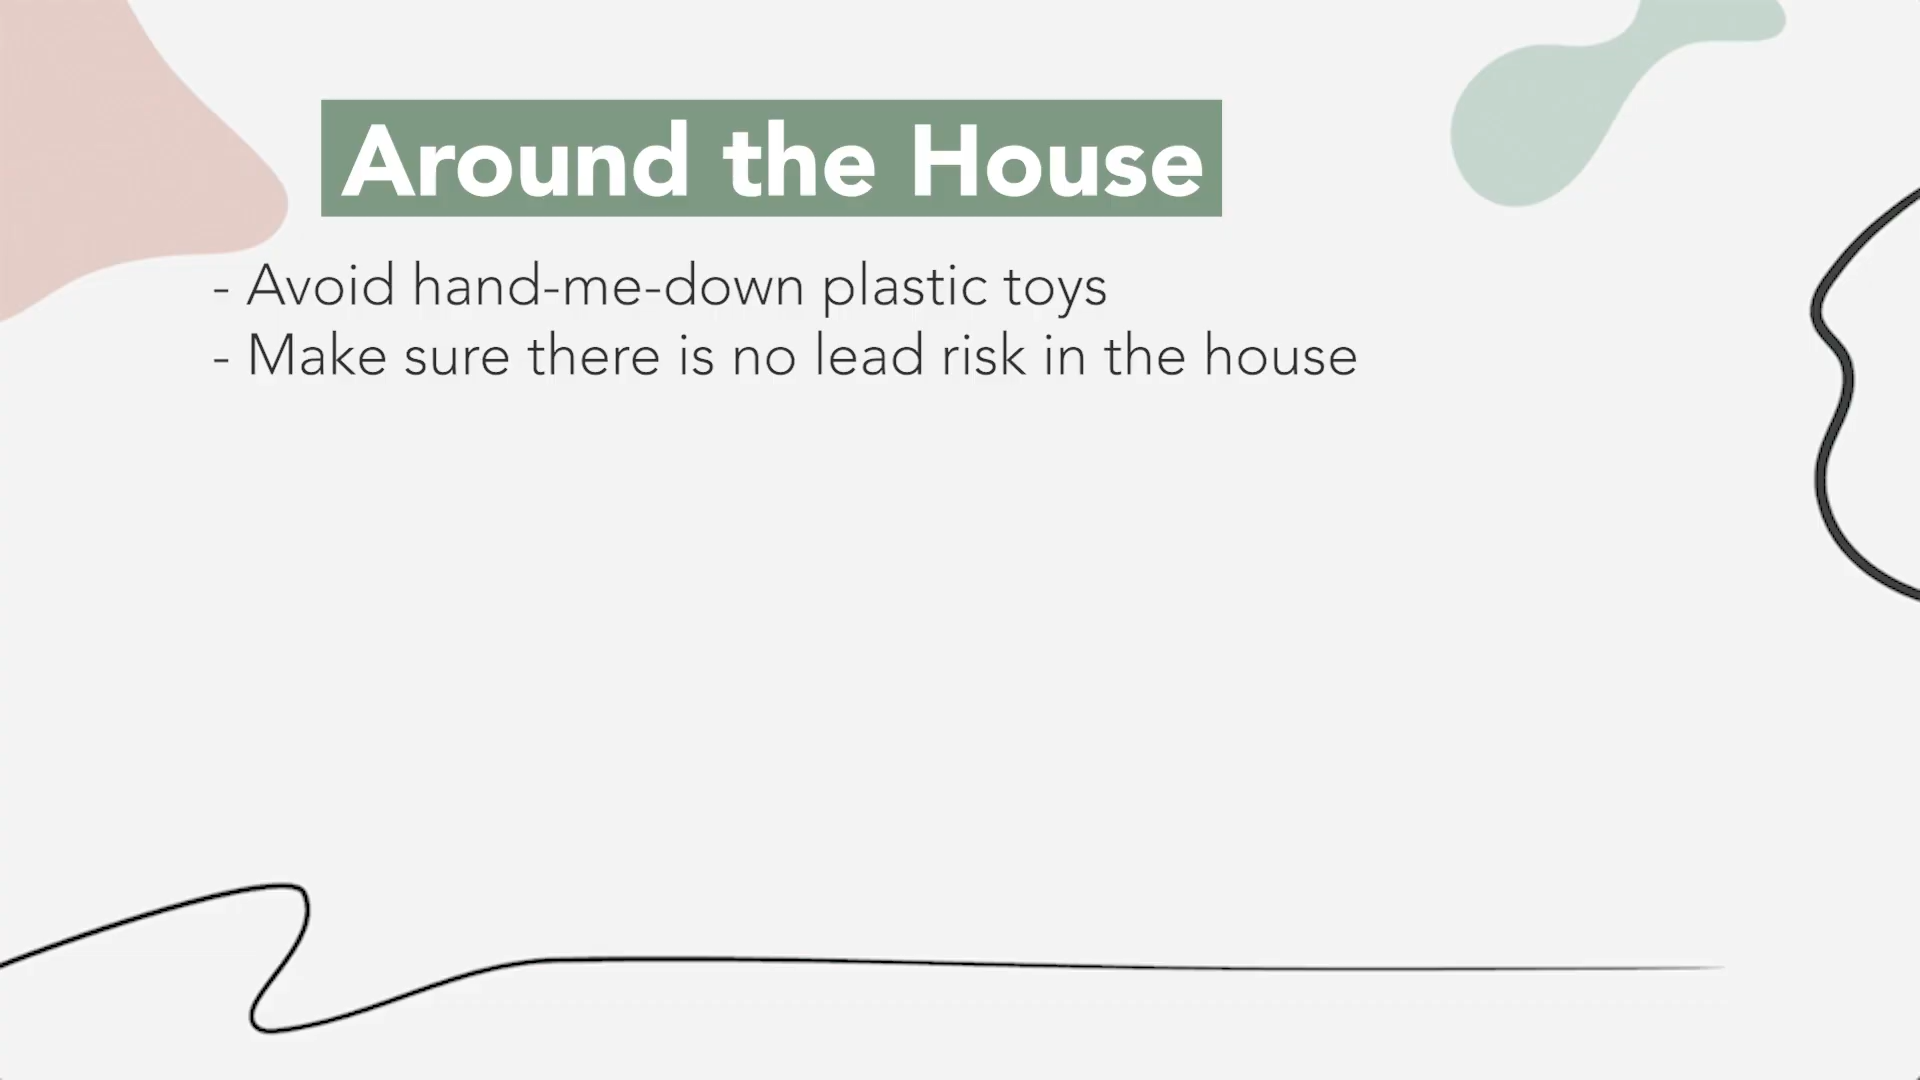 Around the House
- Avoid hand-me-down plastic toys
- Make sure there is no lead risk in the house